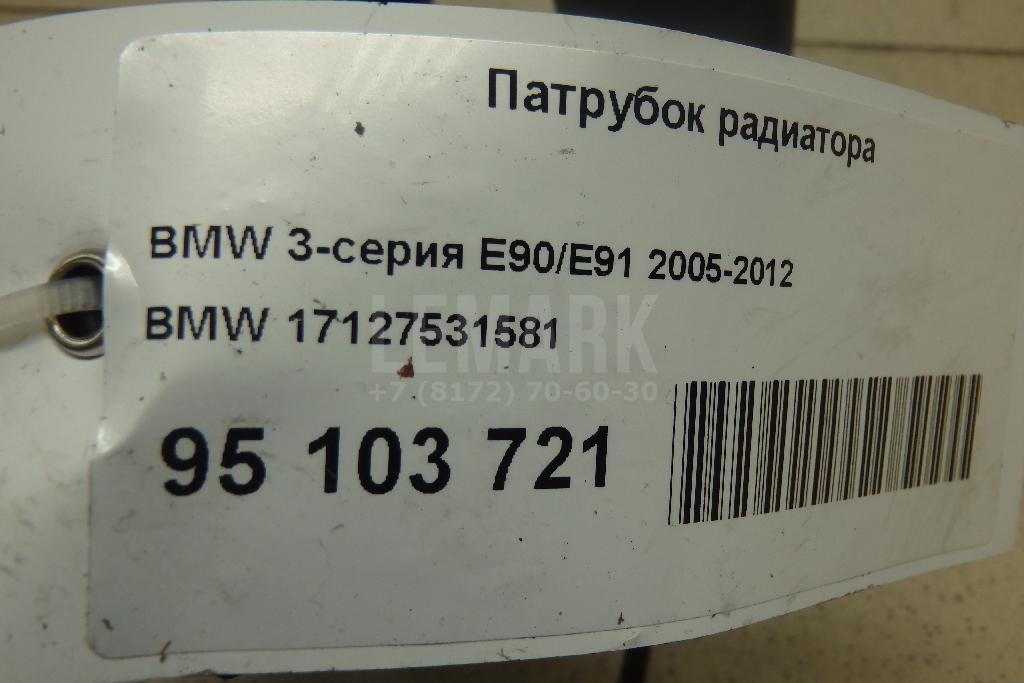 Патрубок радиатора
BMW 3-серия E90/E91 2005-2012
BMW 17127531581
LEMARK
+7 (8172) 70-60-30
95 103 721